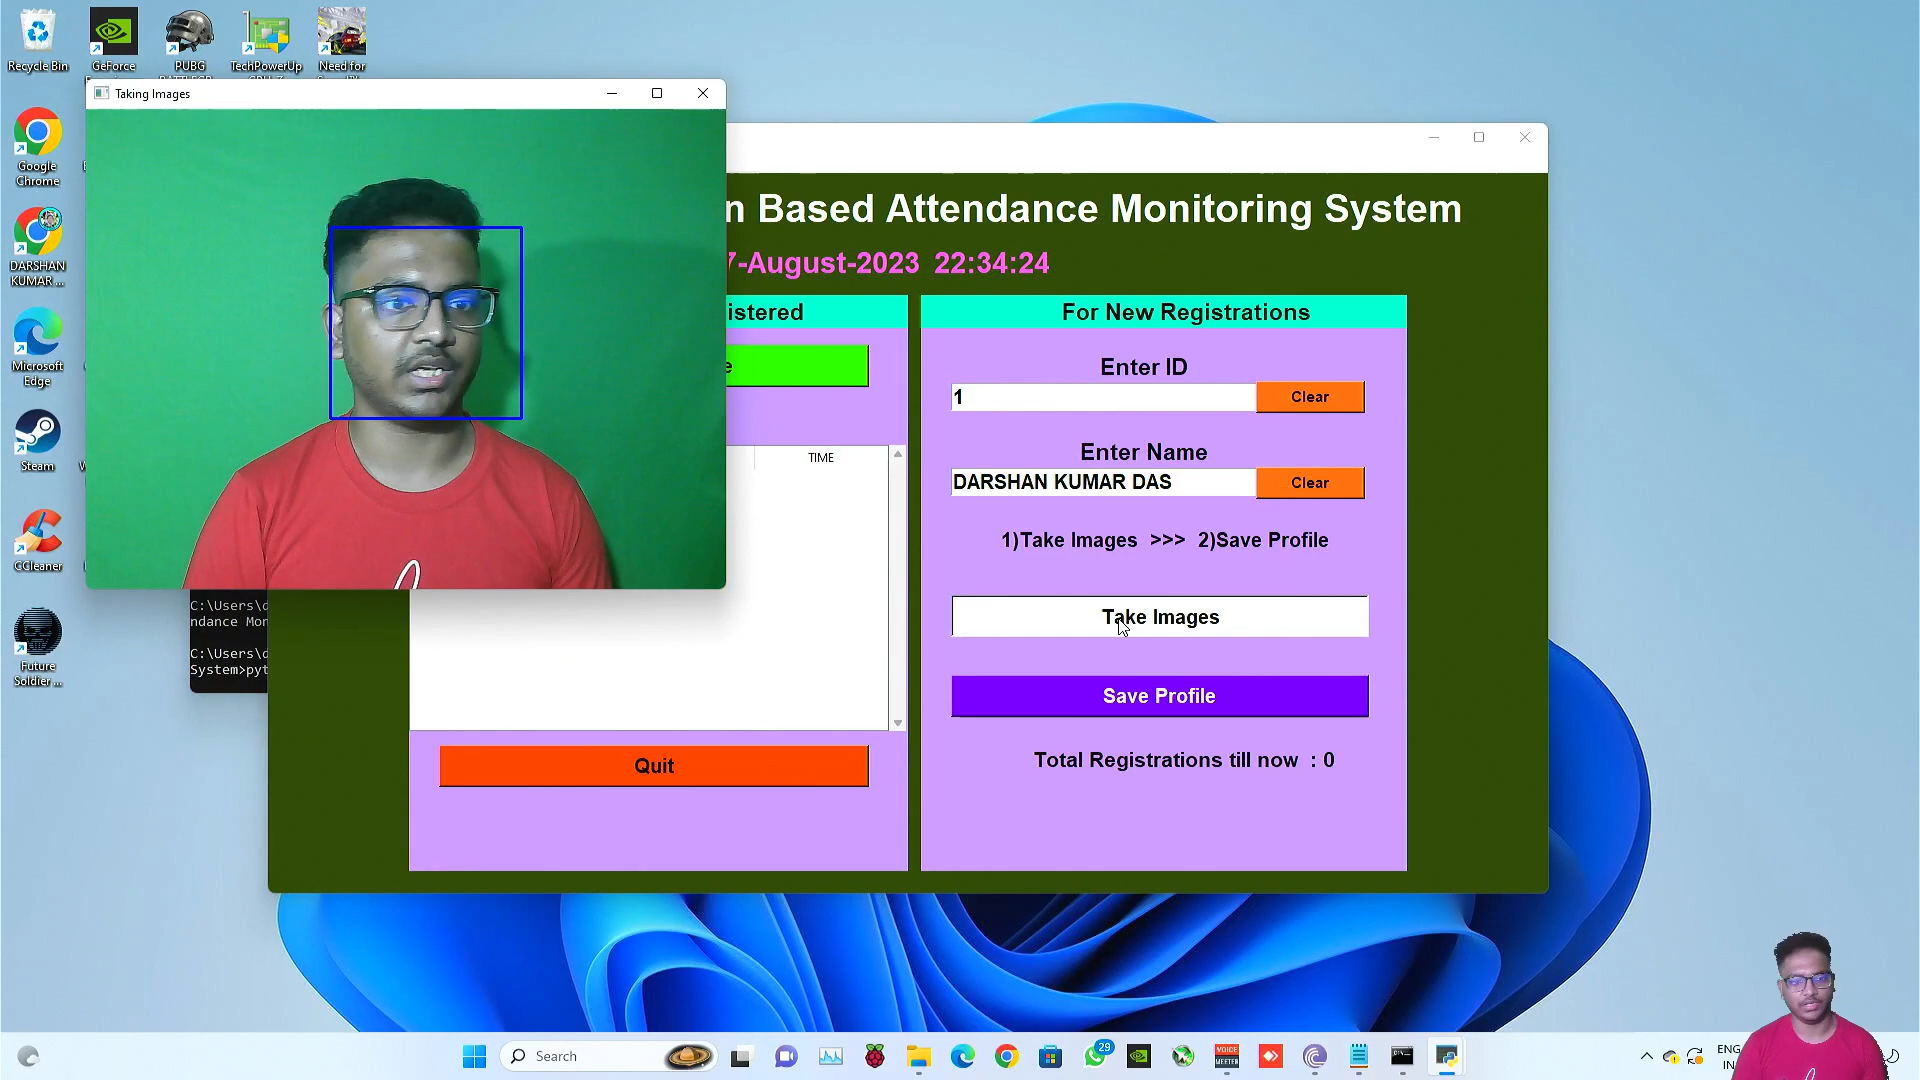 Recycle Bin
GeForce
PUBG
TechPowerUp
Need for
Google
Chrome
DARSHAN
KUMAR ...
Microsoft
Edge
Steam
CCleaner
Future
Soldier ...
Taking Images
n Based Attendance Monitoring System
7-August-2023 22:34:24
istered
e
TIME
Quit
For New Registrations
Enter ID
1
Clear
Enter Name
DARSHAN KUMAR DAS
Clear
1)Take Images >>> 2)Save Profile
Take Images
Save Profile
Total Registrations till now : 0
C:\Users\d
ndance Mon
C:\Users\d
System>pyt
Search
29
VOICE
MEETER
ENG
IN